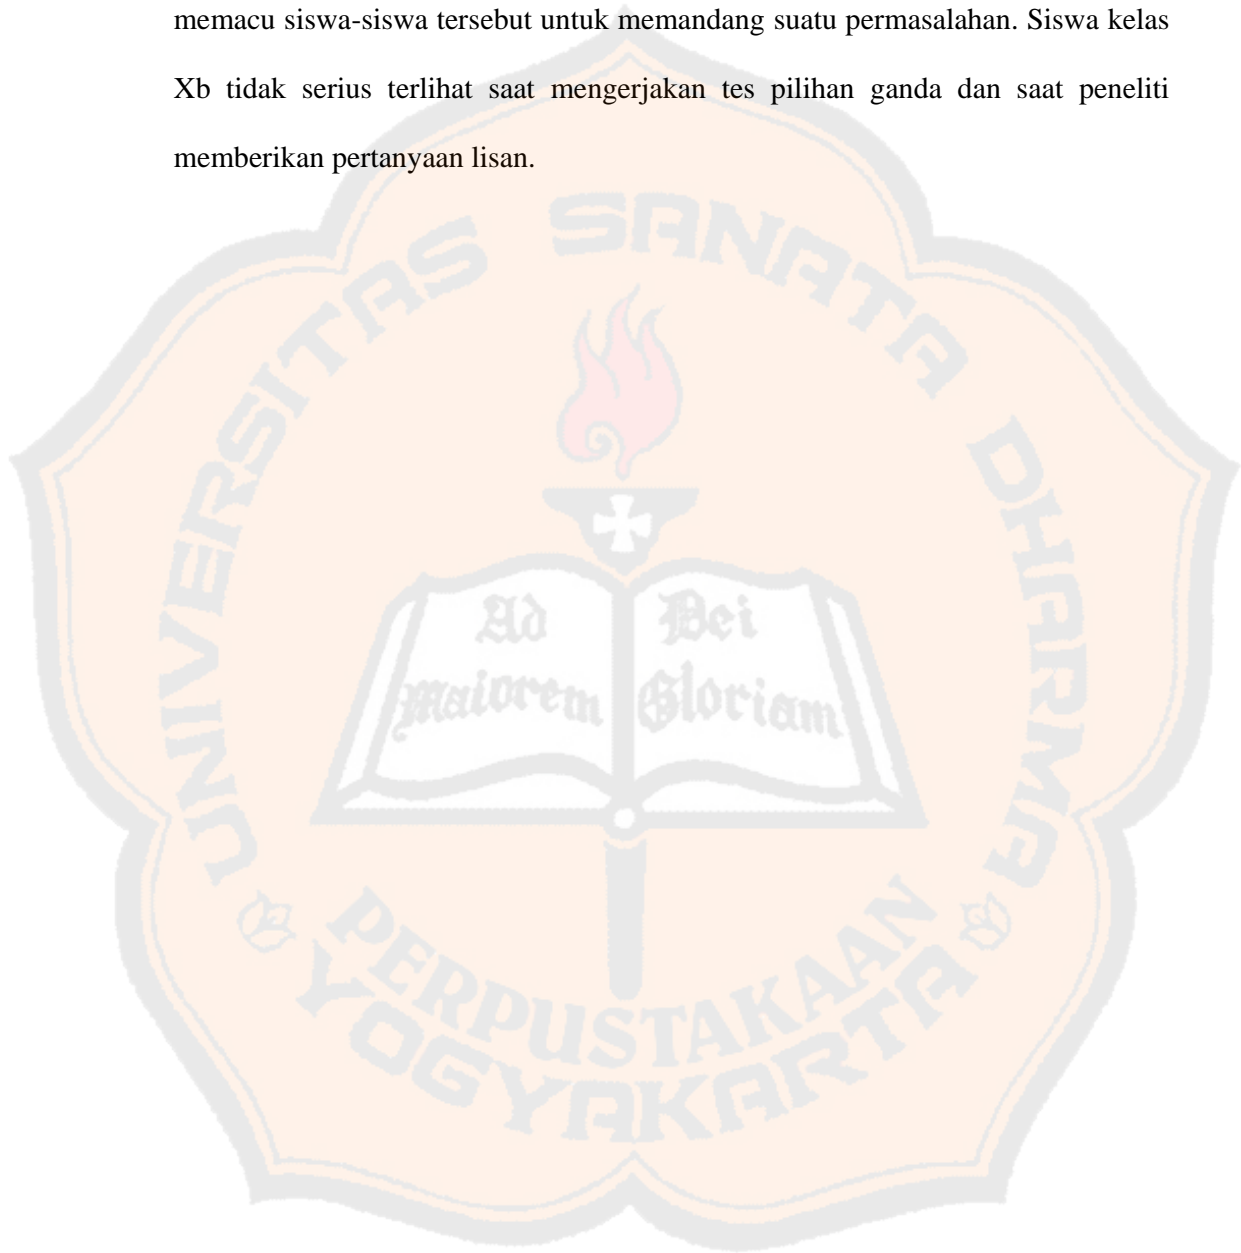 memacu siswa-siswa tersebut untuk memandang suatu permasalahan. Siswa kelas
Xb tidak serius terlihat saat mengerjakan tes pilihan ganda dan saat peneliti
memberikan pertanyaan lisan.
UNIVERSITAS SANATA DHARMA
Ad
Maiorem
Dei
Gloriam
PERPUSTAKAAN
YOGYAKARTA